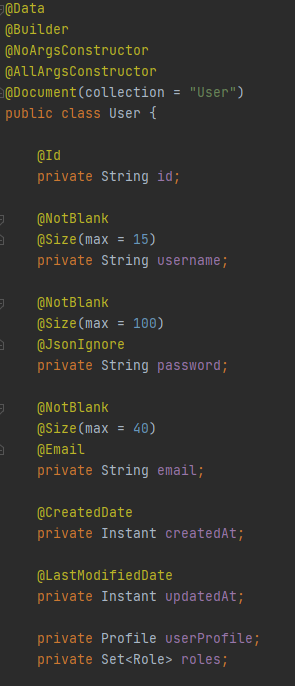 @Data
@Builder
@NoArgsConstructor
@AllArgsConstructor
@Document(collection = "User")
public class User {
@Id
private String id;
@NotBlank
@Size(max = 15)
private String username;
@NotBlank
@Size(max = 100)
@JsonIgnore
private String password;
@NotBlank
@Size(max = 40)
@Email
private String email;
@CreatedDate
private Instant createdAt;
@LastModifiedDate
private Instant updatedAt;
private Profile userProfile;
private Set<Role> roles;